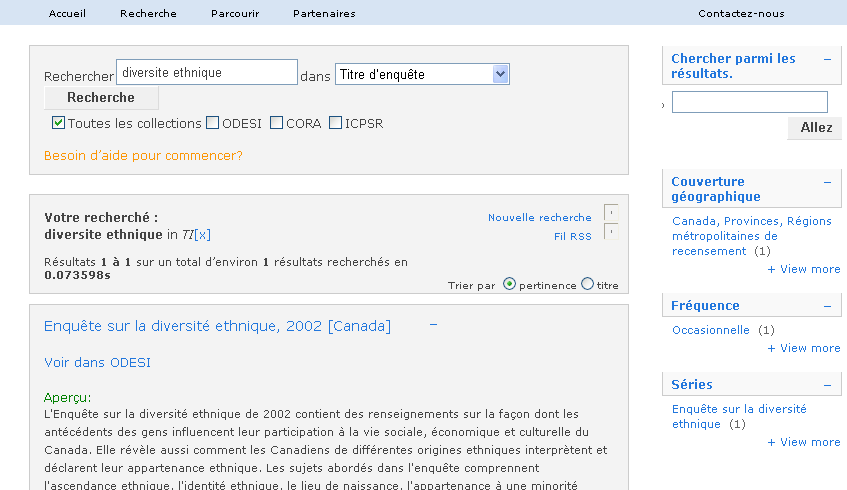 Accueil Recherche Parcourir Partenaires Contactez-nous
Rechercher diversite ethnique dans Titre d'enquête
Recherche
Toutes les collections ODESI CORA ICPSR
Besoin d'aide pour commencer?
Votre recherché :
diversite ethnique in TI[x]
Nouvelle recherche
Fil RSS
Résultats 1 à 1 sur un total d'environ 1 résultats recherchés en
0.073598s
Trier par pertinence titre
Enquête sur la diversité ethnique, 2002 [Canada] −
Voir dans ODESI
Aperçu:
L'Enquête sur la diversité ethnique de 2002 contient des renseignements sur la façon dont les
antécédents des gens influencent leur participation à la vie sociale, économique et culturelle du
Canada. Elle révèle aussi comment les Canadiens de différentes origines ethniques interprètent et
déclarent leur appartenance ethnique. Les sujets abordés dans l'enquête comprennent
l'ascendance ethnique, l'identité ethnique, le lieu de naissance, l'appartenance à une minorité
Chercher parmi les −
résultats.
›
Allez
Couverture −
géographique
Canada, Provinces, Régions
métropolitaines de
recensement (1)
+ View more
Fréquence −
Occasionnelle (1)
+ View more
Séries −
Enquête sur la diversité
ethnique (1)
+ View more